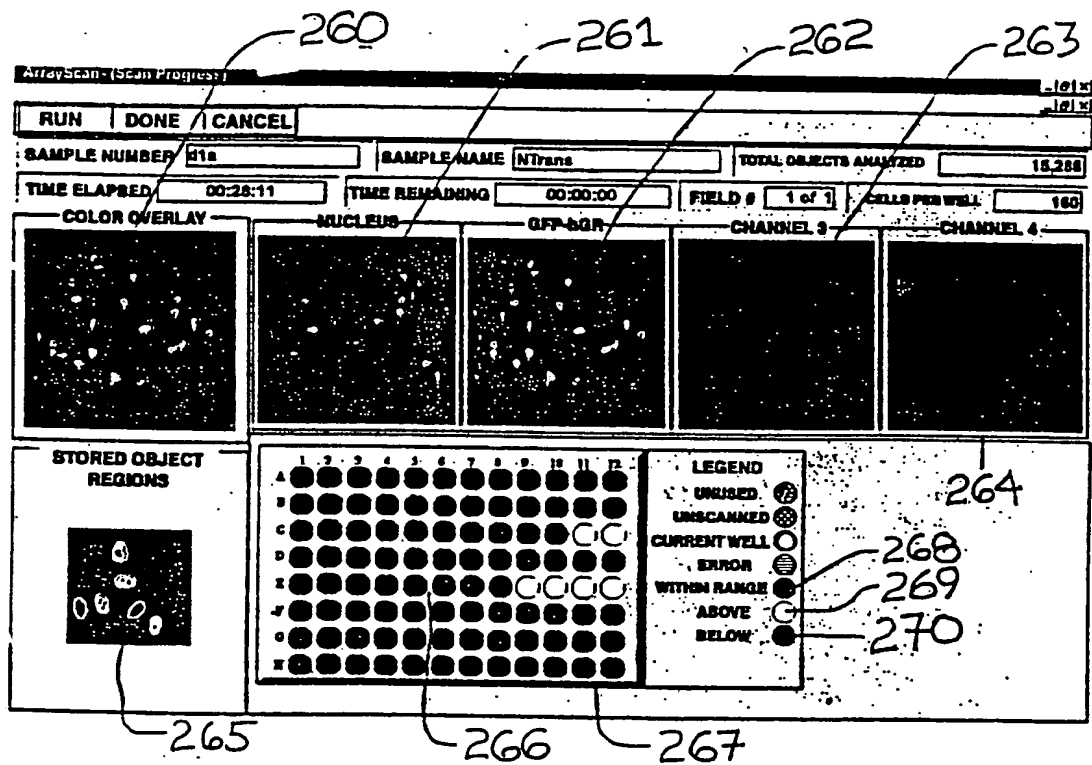 260 261 262 263
ArrayScan - (Scan Progress)
RUN DONE CANCEL
SAMPLE NUMBER d1a SAMPLE NAME NTrans TOTAL OBJECTS ANALYZED
TIME ELAPSED 00:28:11 TIME REMAINING 00:00:00 FIELD # 1 of 1 CELLS PER WELL 160
COLOR OVERLAY NUCLEUS GFP-hGR CHANNEL 3 CHANNEL 4
STORED OBJECT
REGIONS
1 2 3 4 5 6 7 8 9 10 11 12
A
B
C
D
E
F
G
H
LEGEND
UNUSED
UNSCANNED
CURRENT WELL
ERROR
WITHIN RANGE
ABOVE
BELOW
264
268
269
270
265 266 267